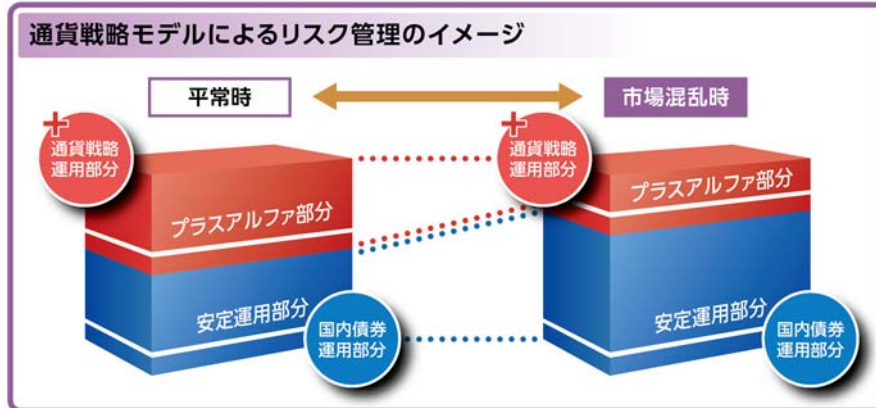 通貨戦略モデルによるリスク管理のイメージ
平常時
市場混乱時
+
通貨戦略
運用部分
プラスアルファ部分
安定運用部分
国内債券
運用部分
+
通貨戦略
運用部分
プラスアルファ部分
安定運用部分
国内債券
運用部分